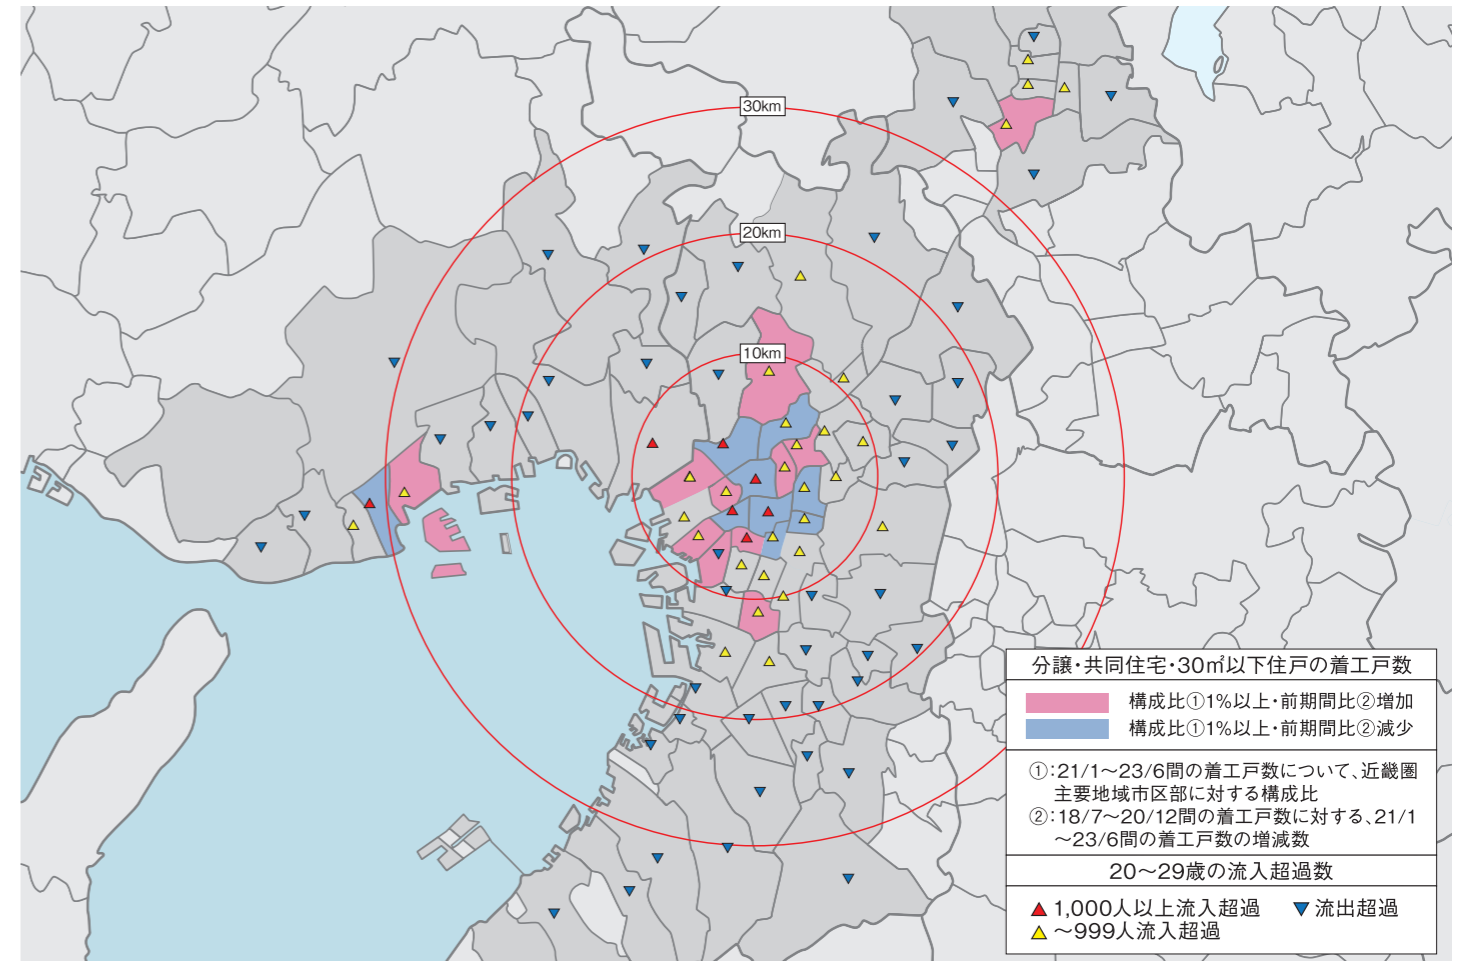 30km
20km
10km
分譲・共同住宅・30㎡以下住戸の着工戸数
構成比①1%以上・前期間比②増加
構成比①1%以上・前期間比②減少
①:21/1～23/6間の着工戸数について、近畿圏
主要地域市区部に対する構成比
②:18/7～20/12間の着工戸数に対する、21/1
～23/6間の着工戸数の増減数
20～29歳の流入超過数
1,000人以上流入超過 流出超過
～999人流入超過